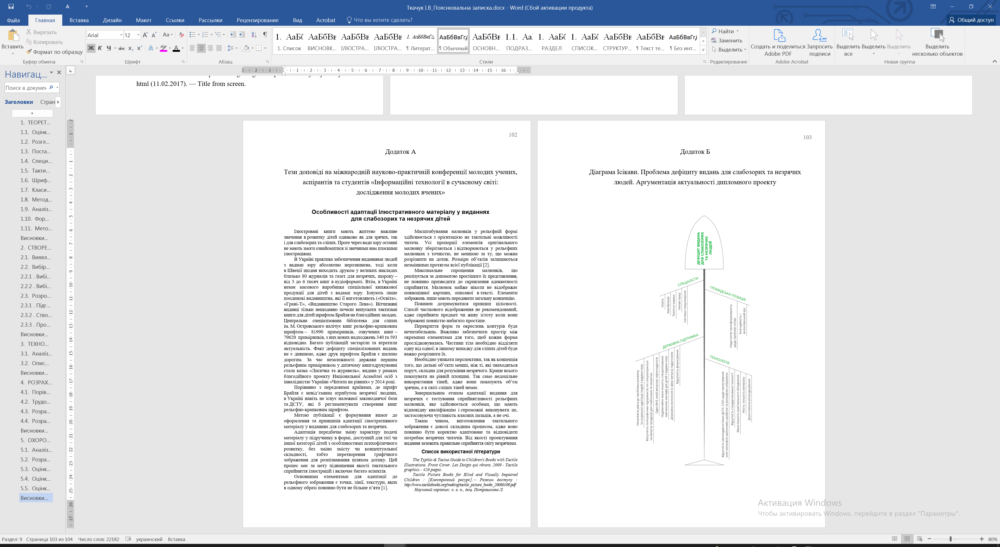 Ткачук І.В_Пояснювальна записка.docx - Word (Сбой активации продукта)
Файл
Главная
Вставка
Дизайн
Макет
Ссылки
Рассылки
Рецензирование
Вид
Acrobat
Что вы хотите сделать?
Общий доступ
Вставить
Вырезать
Копировать
Формат по образцу
Буфер обмена
Arial
12
Шрифт
Абзац
1. Список
ВИСНОВК...
ІЛЮСТРА...
ІЛЮСТРА...
¶ Литерат...
¶ Обычный
ОСНОВН...
ПОДРАЗ...
РАЗДЕЛ
СПИСОК...
СТРУКТУР...
¶ Текст те...
¶ Без инт...
Стили
Найти
Заменить
Выделить
Редактирование
Создать и поделиться Adobe PDF
Запросить подписи
Adobe Acrobat
Выделить все
Выделить
Выделить
Выделить несколько объектов
Новая группа
Навигац...
Поиск в докумен
Заголовки
Стран
1. ТЕОРЕТ...
1.1. Оцінк...
1.2. Розгл...
1.3. Поста...
1.4. Специ...
1.5. Такти...
1.6. Шриф...
1.7. Класи...
1.8. Метод...
1.9. Аналіз...
1.10. Фор...
1.11. Мето...
Висновки...
2. СТВОРЕ...
2.1. Виявл...
2.2. Вибір...
2.2.1 . Вибі...
2.2.2 . Вибі...
2.3. Розро...
2.3.1 . Підг...
2.3.2 . Ство...
2.3.3 . Про...
Висновки...
3. ТЕХНО...
3.1. Аналіз...
3.2. Опис...
Висновки...
4. РОЗРАХ...
4.1. Порів...
4.2. Трудо...
4.3. Розра...
4.4. Розра...
Висновки...
5. ОХОРО...
5.1. Аналіз...
5.2. Розра...
5.3. Оцінк...
5.4. Оцінк...
5.5. Оцінк...
Висновки...
html (11.02.2017). — Title from screen.
102
Додаток А
Тези доповіді на міжнародній науково-практичній конференції молодих учених,
аспірантів та студентів «Інформаційні технології в сучасному світі:
дослідження молодих вчених»
Особливості адаптації ілюстративного матеріалу у виданнях
для слабозорих та незрячих дітей
Ілюстровані книги мають життєво важливе
значення в розвитку дітей однаково як для зрячих, так
і для слабозорих та сліпих. Проте через вади зору останні
не мають змоги ознайомитися зі звичними нам плоскими
ілюстраціями.
В Україні практика забезпечення виданнями людей
з вадами зору абсолютно нерозвинена, тоді коли
в Швеції щодня виходить друком у великих накладах
близько 80 журналів та газет для незрячих, щороку –
від 3 до 6 тисяч книг в аудіоформаті. Втім, в Україні
немає масового виробника спеціальної книжкової
продукції для дітей з вадами зору. Існують лише
поодинокі видавництва, які її виготовляють («Освіта»,
«Грані-Т», «Видавництво Старого Лева»). Вітчизняні
видавці тільки нещодавно почали випускати тактильні
книги для дітей шрифтом Брайля на благодійних засадах.
Центральна спеціалізована бібліотека для сліпих
ім. М. Островського налічує книг рельєфно-крапковим
шрифтом – 81990 примірників, озвучених книг –
79620 примірників, з них нових надходжень 340 та 593
відповідно. Багато публікацій застаріли та втратили
актуальність. Факт дефіциту спеціалізованих видань
не є дивиною, адже друк шрифтом Брайля є шалено
дорогим. За час незалежності держави першим
рельєфним примірником у дитячому книгодрукуванні
стала казка «Лисичка та журавель», видана у рамках
благодійного проекту Національної Асамблеї осіб з
інвалідністю України «Читати на рівних» у 2014 році.
Порівняно з передовими країнами, де шрифт
Брайля є невід’ємним атрибутом незрячої людини,
в Україні навіть не існує належної законодавчої бази
та ДСТУ, які б регламентували створення книг
рельєфно-крапковим шрифтом.
Метою публікації є формування вимог до
оформлення та принципів адаптації ілюстративного
матеріалу у виданнях для слабозорих та незрячих.
Адаптація передбачає зміну характеру подачі
матеріалу у підручнику в формі, доступній для тієї чи
іншої категорії дітей з особливостями психофізичного
розвитку, без зміни змісту чи концептуальної
складності, тобто перетворення графічного
зображення для розпізнавання шляхом дотику. Цей
процес має за мету підвищення якості тактильного
сприйняття ілюстрацій і включає багато аспектів.
Основними елементами для адаптації до
рельєфного зображення є точки, лінії, текстури, яких
в одному образі повинно бути не більше п’яти [1].
Масштабування малюнків у рельєфній формі
здійснюється з орієнтацією на тактильні можливості
читача. Усі пропорції елементів оригінального
малюнку зберігаються і відтворюються у рельєфних
малюнках з точністю, не меншою за ту, що можна
розрізнити на дотик. Розміри об’єктів залишаються
незмінними протягом всієї публікації [2].
Максимальне спрощення малюнків, що
реалізується за допомогою простішого їх представлення,
не повинно призводити до скривлення адекватності
сприйняття. Малюнок майже ніколи не відображає
повноцінної картини, описаної в тексті. Елементи
зображень лише мають передавати загальну концепцію.
Повинен дотримуватися принцип цілісності.
Спосіб часткового відображення не рекомендований,
адже сприйняти предмет чи живу істоту коли вони
зображені повністю набагато простіше.
Перекриття форм та окреслень контурів буде
нечитабельним. Важливо забезпечити простір між
окремими елементами для того, щоб кожна форма
прослідковувалась. Частини тіла необхідно відділяти
одну від одної; в іншому випадку для сліпих дітей буде
важко розрізнити їх.
Необхідно уникати перспективи, так як концепція
того, що дальні об’єкти менші, ніж ті, які знаходяться
поруч, складна для розуміння незрячого. Краще всього
показувати на рівній площині. Так само недоцільне
використання тіней, адже вони показують об’єм
зрячим, а в світі сліпих тіней немає.
Завершальним етапом адаптації видання для
незрячих є тестування сприйнятливості рельєфних
малюнків, яке здійснюється особами, що мають
відповідну кваліфікацію і спроможні виконувати це,
застосовуючи чутливість власних пальців, а не очі.
Таким чином, виготовлення тактильного
зображення є доволі складним процесом, адже воно
повинно бути коректно адаптоване та відповідати
потребам незрячих читачів. Від якості проектування
видання залежить правильне сприйняття світу незрячими.
Список використаної літератури
The Typhlo & Tactus Guide to Children's Books with Tactile
Illustrations. Front Cover. Les Doigts qui rêvent, 2009 - Tactile
graphics - 426 pages.
Tactile Picture Books for Blind and Visually Impaired
Children : [Електронний ресурс]. – Режим доступу :
http://www.tactilebooks.org/making/tactile_picture_books_20080109.pdf
Науковий керівник: к. е. н., доц. Потрашкова Л.
103
Додаток Б
Діаграма Ісікави. Проблема дефіциту видань для слабозорих та незрячих
людей. Аргументація актуальності дипломного проекту
ДЕФІЦИТ ВИДАНЬ
ДЛЯ СЛАБОЗОРИХ
ТА НЕЗРЯЧИХ
ЛЮДЕЙ
СПЕЦІАЛІСТИ
Освіта
Кваліфікація
Технічні навики
Умови праці
Система стимулювання
ГРОМАДСЬКА ПОЗИЦІЯ
Недостатня проінформованість
щодо проблем сліпих
Благодійність /
волонтерський рух
ДЕРЖАВНА ПІДТРИМКА
Неналежна увага до проблеми розвитку
та соціальної адаптації людей з вадами зору
Відсутність поліграфічних підприємств, які спеціалізуються
на випуску продукції для слабозорих та незрячих
Один ВНЗ, який випускає тифлопедагогів
Надзвичайно мала кількість спеціалізованих
навчальних закладів для дітей з вадами зору
Державна монополія в сфері випуску підручників
Відсутність фінансування
ТЕХНОЛОГІЯ
Відсутність законодавчої бази (ДСТУ, СОУ) щодо проектування
книг рельєфно-крапковим шрифтом та рельєфних зображень
Відсутність стандартизованої технології
Мала кількість оригінального обладнання
Якість і кількість матеріалу
Дороговизна репродукування
Активация Windows
Чтобы активировать Windows, перейдите в раздел "Параметры".
Раздел: 9
Страница 103 из 104
Число слов: 22182
украинский
Вставка
80%